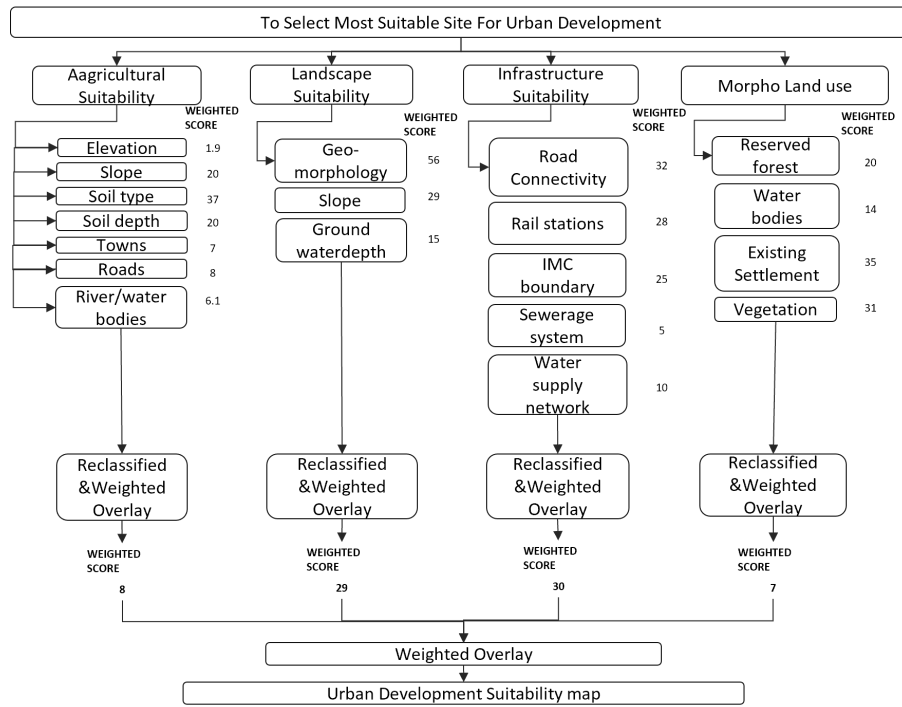 To Select Most Suitable Site For Urban Development
Aagricultural
Suitability
Landscape
Suitability
Infrastructure
Suitability
Morpho Land use
WEIGHTED
SCORE
Elevation 1.9
Slope 20
Soil type 37
Soil depth 20
Towns 7
Roads 8
River/water
bodies
6.1
WEIGHTED
SCORE
Geo-
morphology
56
Slope 29
Ground
waterdepth
15
WEIGHTED
SCORE
Road
Connectivity
32
Rail stations 28
IMC
boundary
25
Sewerage
system
5
Water
supply
network
10
WEIGHTED
SCORE
Reserved
forest
20
Water
bodies
14
Existing
Settlement
35
Vegetation 31
Reclassified
&Weighted
Overlay
Reclassified
&Weighted
Overlay
Reclassified
&Weighted
Overlay
Reclassified
&Weighted
Overlay
WEIGHTED
SCORE
8
WEIGHTED
SCORE
29
WEIGHTED
SCORE
30
WEIGHTED
SCORE
7
Weighted Overlay
Urban Development Suitability map